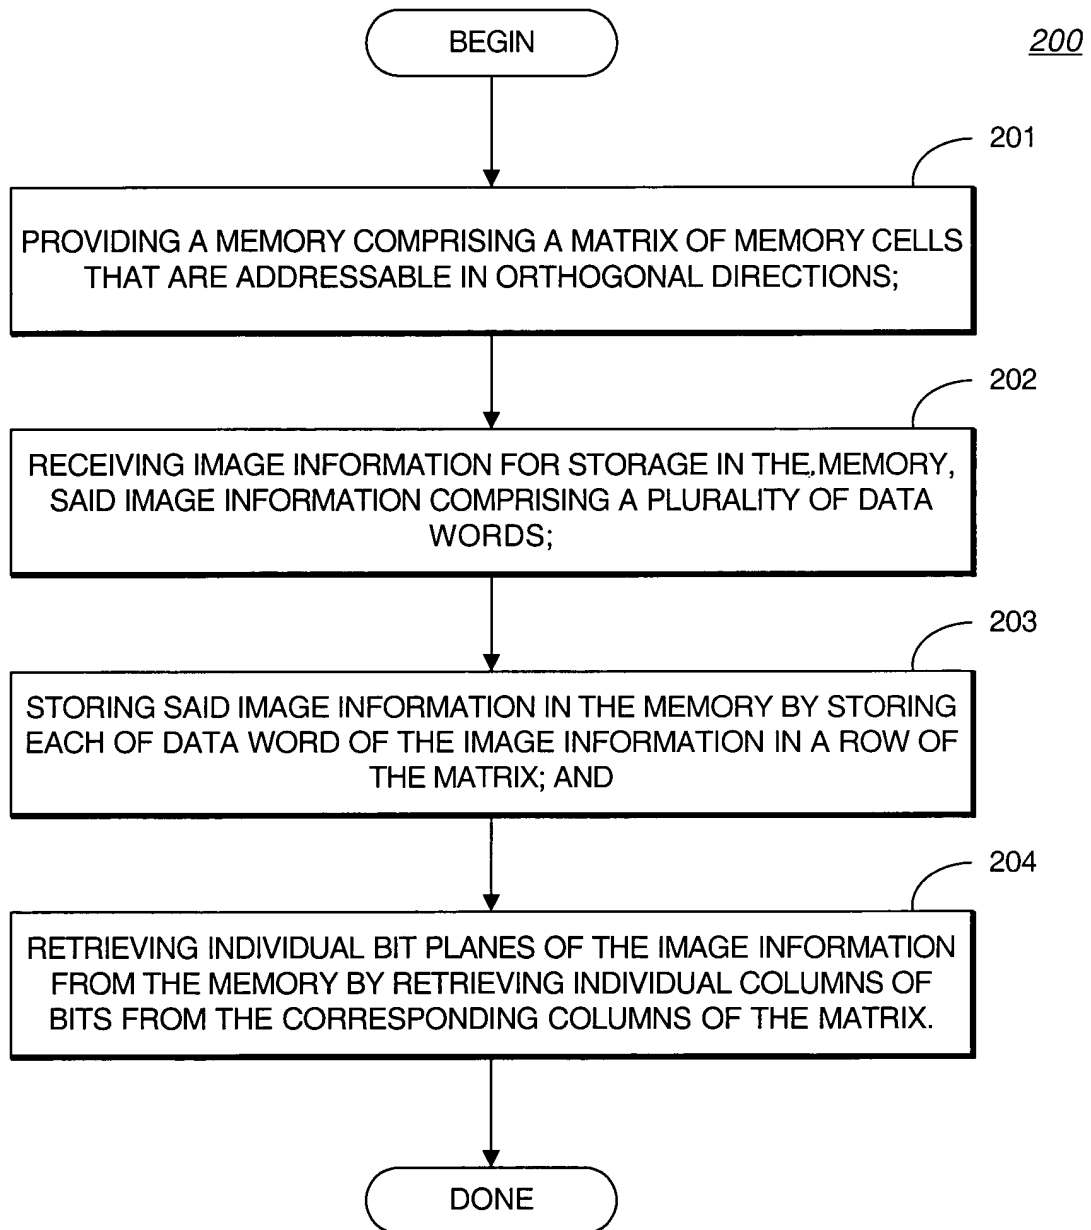 BEGIN
200
201
PROVIDING A MEMORY COMPRISING A MATRIX OF MEMORY CELLS
THAT ARE ADDRESSABLE IN ORTHOGONAL DIRECTIONS;
202
RECEIVING IMAGE INFORMATION FOR STORAGE IN THE MEMORY,
SAID IMAGE INFORMATION COMPRISING A PLURALITY OF DATA
WORDS;
203
STORING SAID IMAGE INFORMATION IN THE MEMORY BY STORING
EACH OF DATA WORD OF THE IMAGE INFORMATION IN A ROW OF
THE MATRIX; AND
204
RETRIEVING INDIVIDUAL BIT PLANES OF THE IMAGE INFORMATION
FROM THE MEMORY BY RETRIEVING INDIVIDUAL COLUMNS OF
BITS FROM THE CORRESPONDING COLUMNS OF THE MATRIX.
DONE